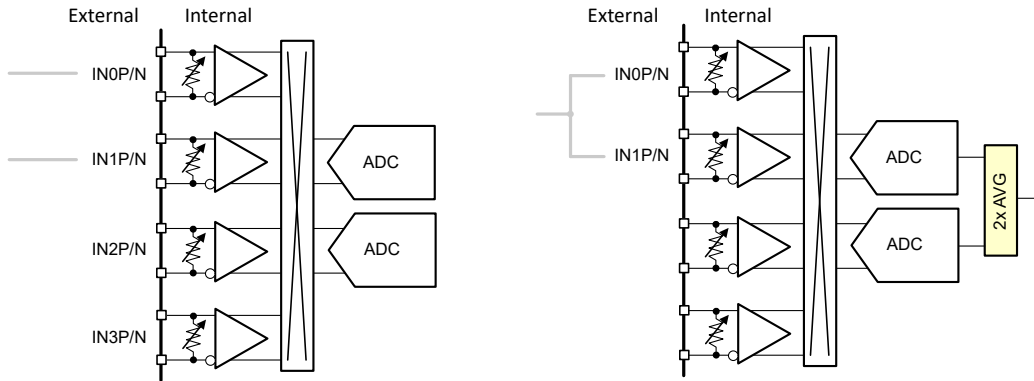 External Internal
IN0P/N
IN1P/N
ADC
IN2P/N
ADC
IN3P/N
External Internal
IN0P/N
IN1P/N
ADC
2x AVG
ADC